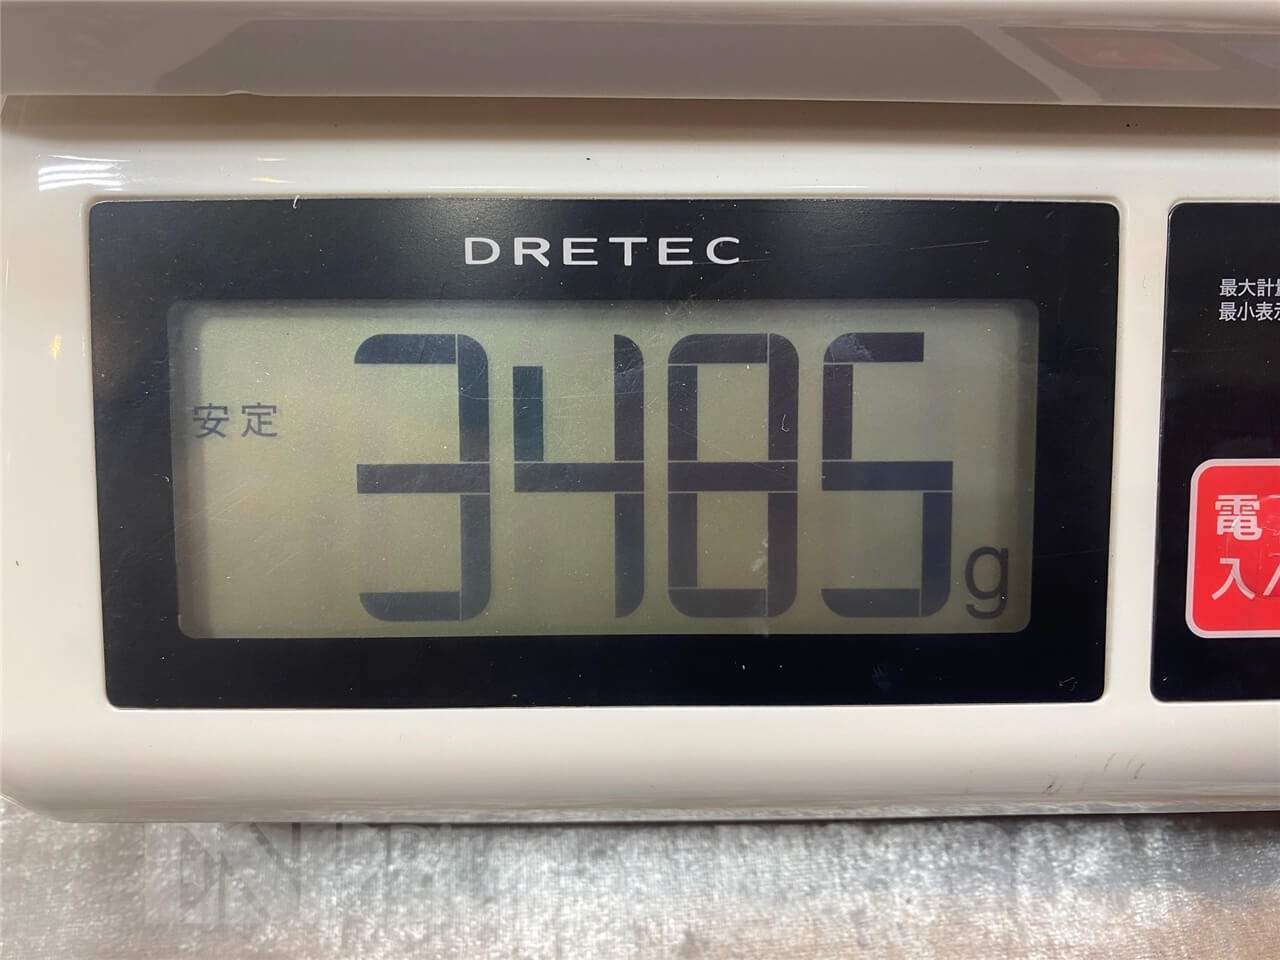 DRETEC
安定 3485 g
最大計
最小表
電
入/